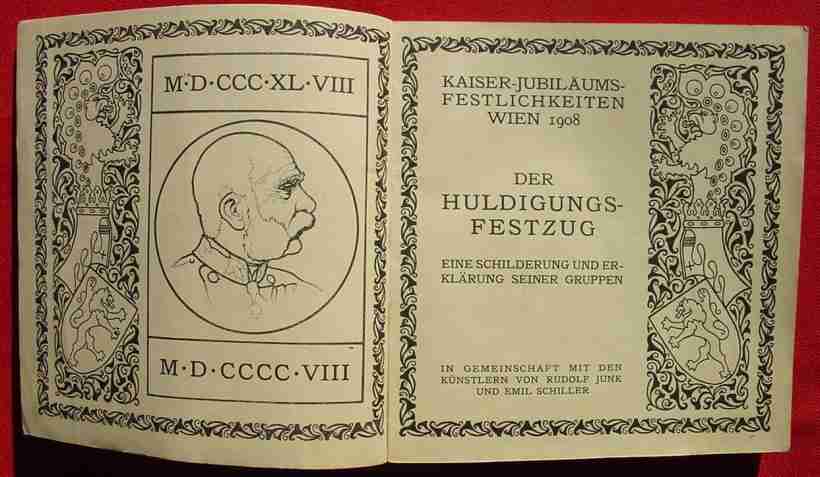 M·D·CCC·XL·VIII
M·D·CCCC·VIII
KAISER-JUBILÄUMS-
FESTLICHKEITEN
WIEN 1908
DER
HULDIGUNGS-
FESTZUG
EINE SCHILDERUNG UND ER-
KLÄRUNG SEINER GRUPPEN
IN GEMEINSCHAFT MIT DEN
KÜNSTLERN VON RUDOLF JUNK
UND EMIL SCHILLER